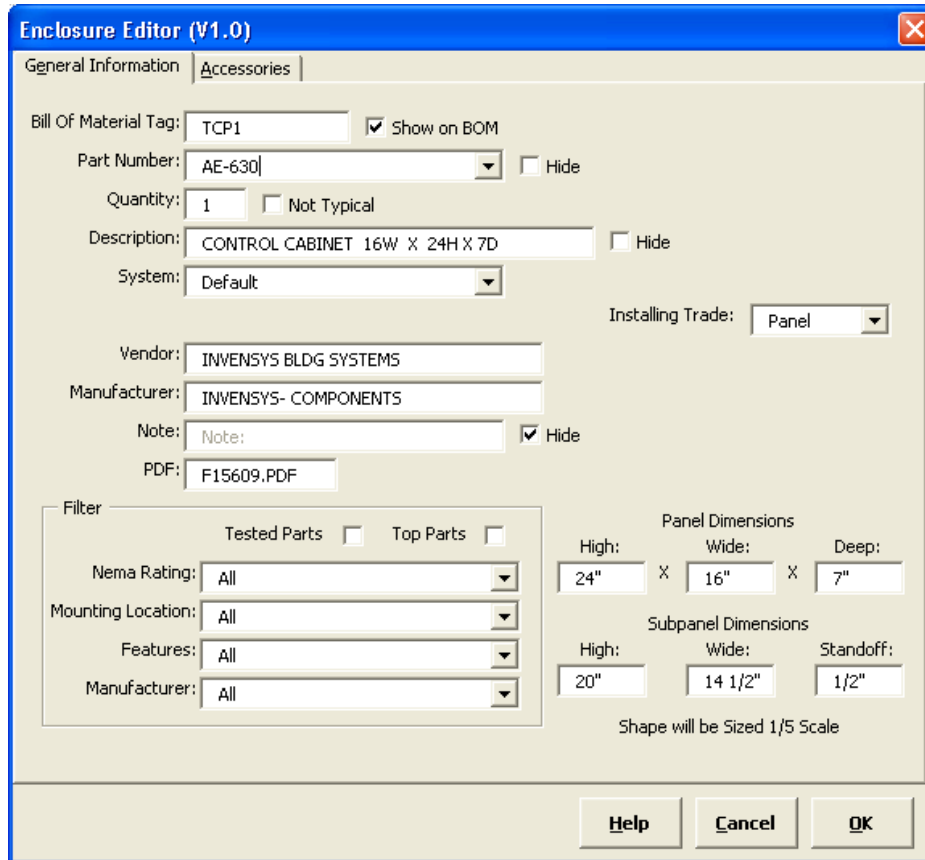 Enclosure Editor (V1.0)
General Information Accessories
Bill Of Material Tag: TCP1 Show on BOM
Part Number: AE-630 Hide
Quantity: 1 Not Typical
Description: CONTROL CABINET 16W X 24H X 7D Hide
System: Default
Installing Trade: Panel
Vendor: INVENSYS BLDG SYSTEMS
Manufacturer: INVENSYS- COMPONENTS
Note: Note: Hide
PDF: F15609.PDF
Filter
Tested Parts Top Parts
Nema Rating: All
Mounting Location: All
Features: All
Manufacturer: All
Panel Dimensions
High: Wide: Deep:
24" X 16" X 7"
Subpanel Dimensions
High: Wide: Standoff:
20" 14 1/2" 1/2"
Shape will be Sized 1/5 Scale
Help Cancel OK